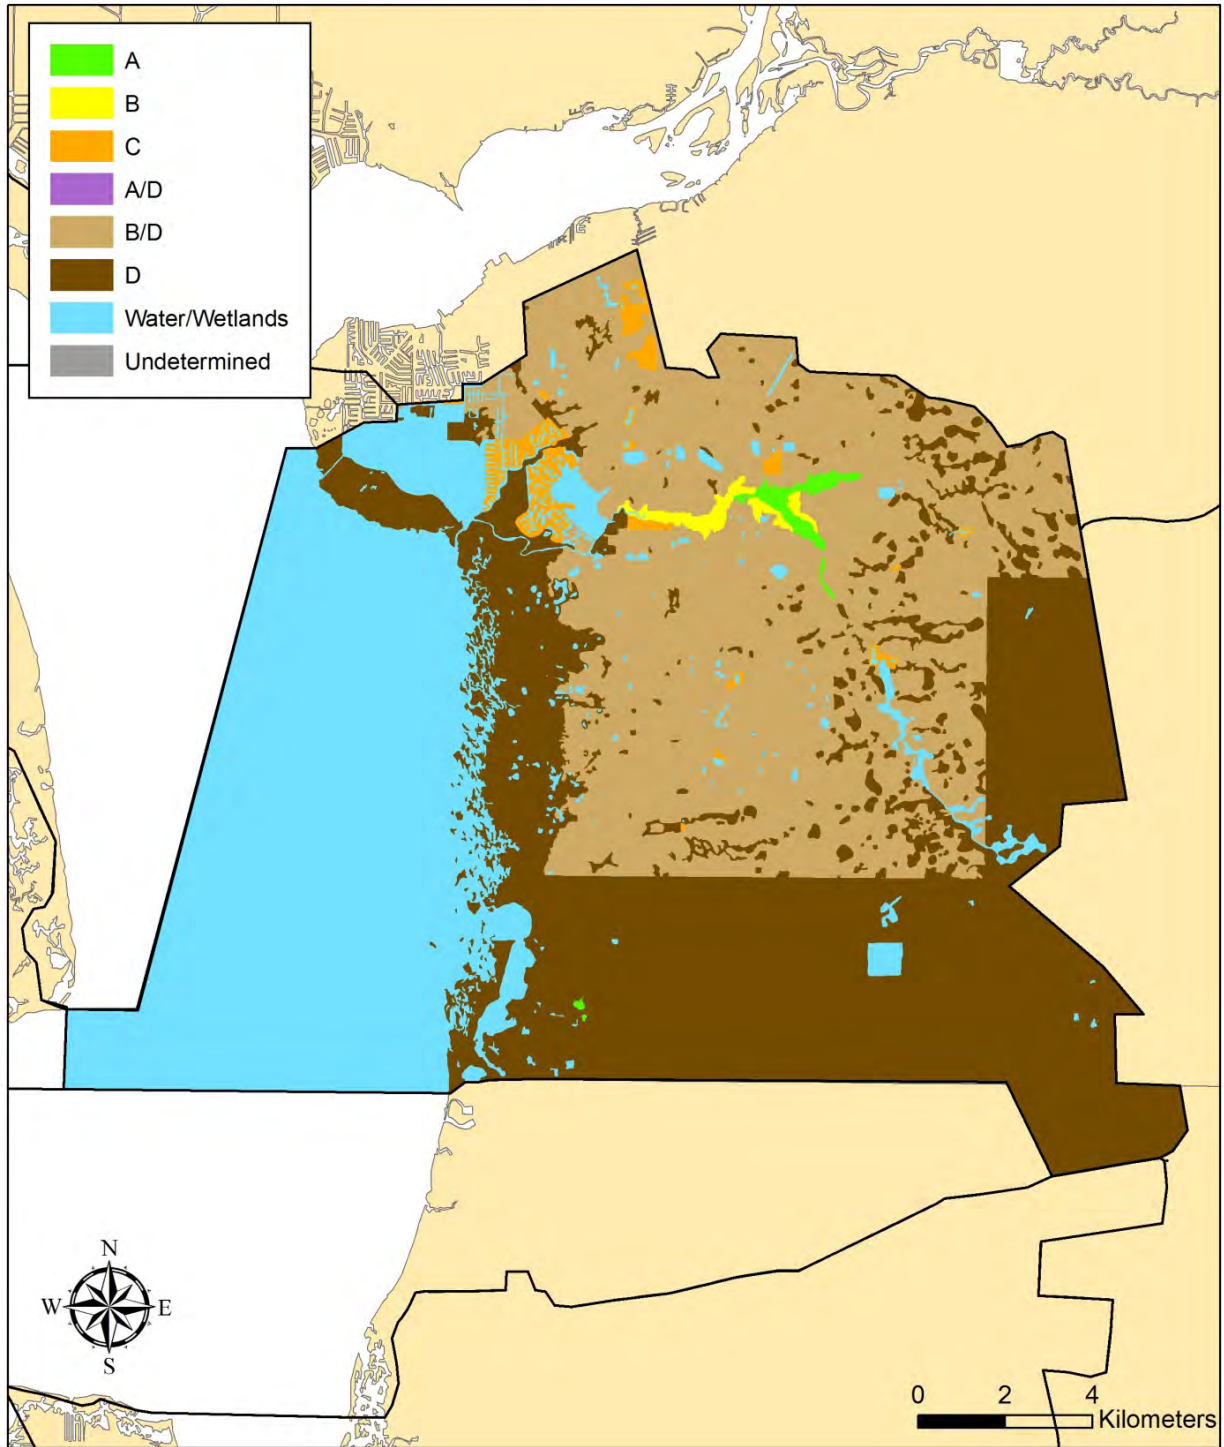 A
B
C
A/D
B/D
D
Water/Wetlands
Undetermined
N
W E
S
0 2 4
Kilometers